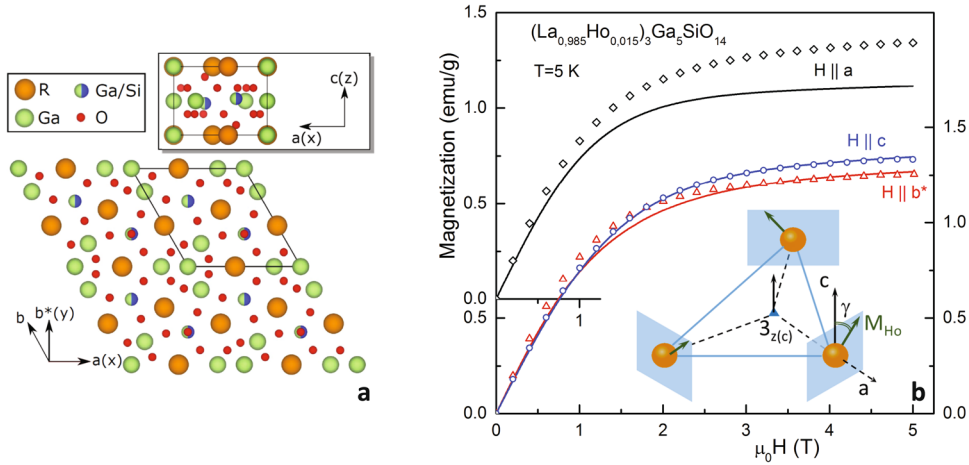 R
Ga/Si
Ga
O
c(z)
a(x)
b
b*(y)
a(x)
a
Magnetization (emu/g)
1.5
1.0
0.5
0.0
0.5
0.0
(La0,985Ho0,015)3Ga5SiO14
T=5 K
H || a
H || c
H || b*
1
c
γ
MHo
3z(c)
a
b
1.5
1.0
0.5
0.0
0
1
2
3
4
5
μ0H (T)